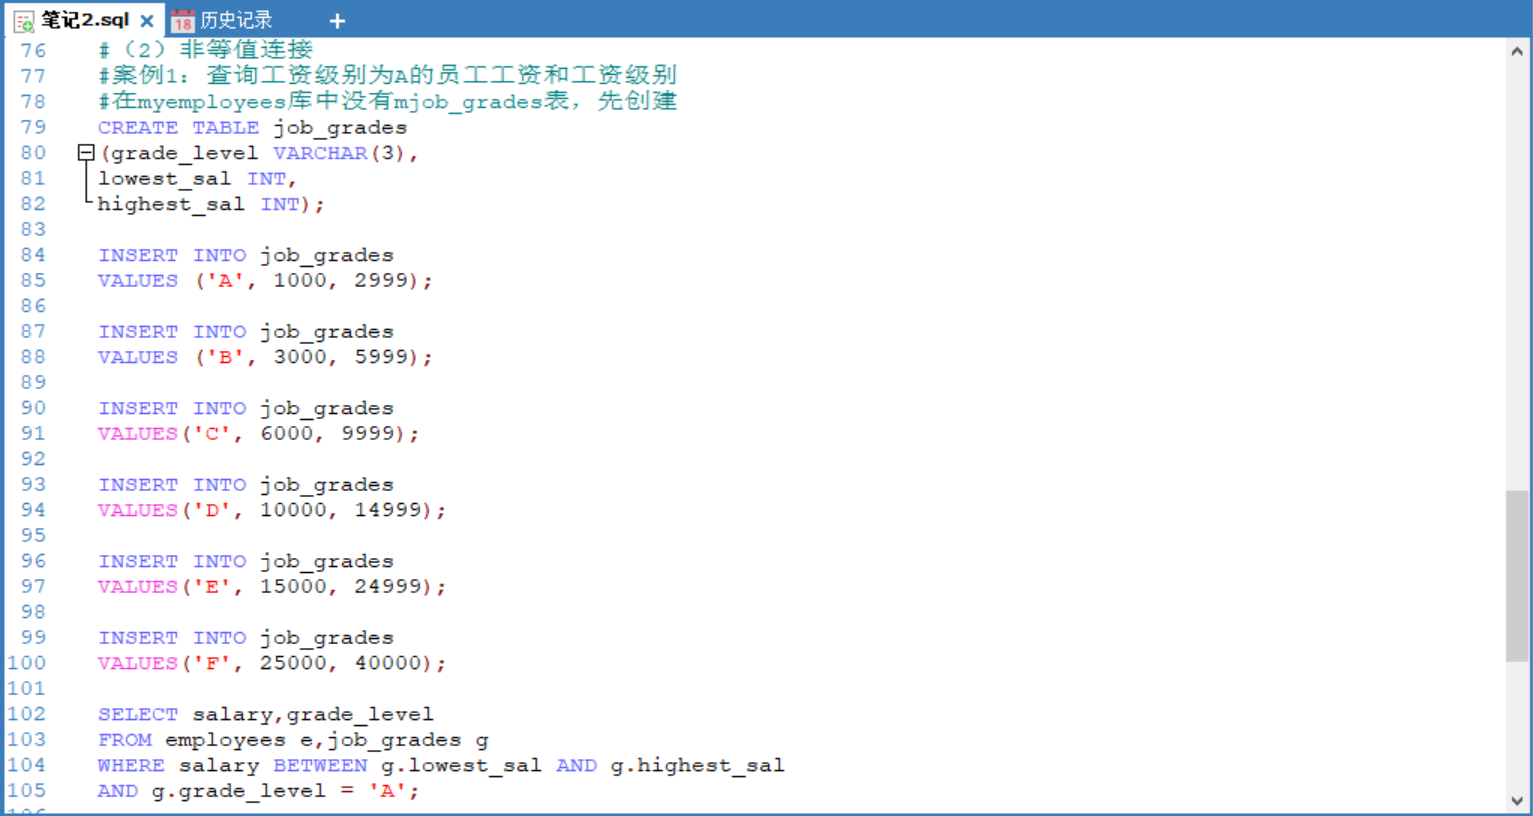 笔记2.sql 18 历史记录 +
76 #（2）非等值连接
77 #案例1：查询工资级别为A的员工工资和工资级别
78 #在myemployees库中没有mjob_grades表，先创建
79 CREATE TABLE job_grades
80 (grade_level VARCHAR(3),
81 lowest_sal INT,
82 highest_sal INT);
83
84 INSERT INTO job_grades
85 VALUES ('A', 1000, 2999);
86
87 INSERT INTO job_grades
88 VALUES ('B', 3000, 5999);
89
90 INSERT INTO job_grades
91 VALUES('C', 6000, 9999);
92
93 INSERT INTO job_grades
94 VALUES('D', 10000, 14999);
95
96 INSERT INTO job_grades
97 VALUES('E', 15000, 24999);
98
99 INSERT INTO job_grades
100 VALUES('F', 25000, 40000);
101
102 SELECT salary,grade_level
103 FROM employees e,job_grades g
104 WHERE salary BETWEEN g.lowest_sal AND g.highest_sal
105 AND g.grade_level = 'A';